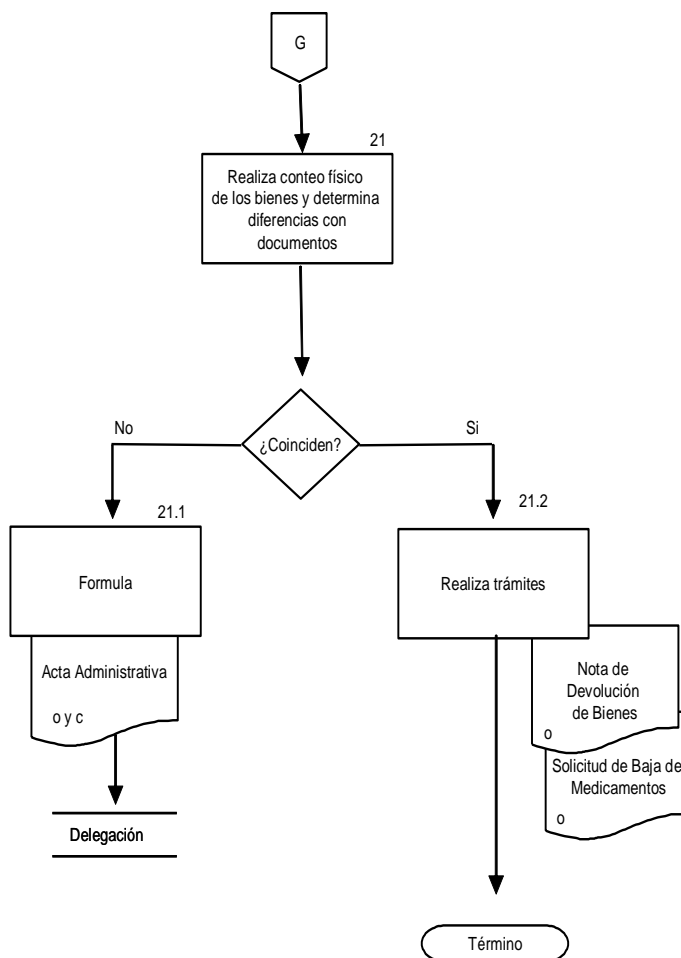 G
21
Realiza conteo físico
de los bienes y determina
diferencias con
documentos
¿Coinciden?
No
Si
21.1
21.2
Formula
Realiza trámites
Acta Administrativa
o y c
Nota de
Devolución
de Bienes
o
Solicitud de Baja de
Medicamentos
o
Delegación
Término